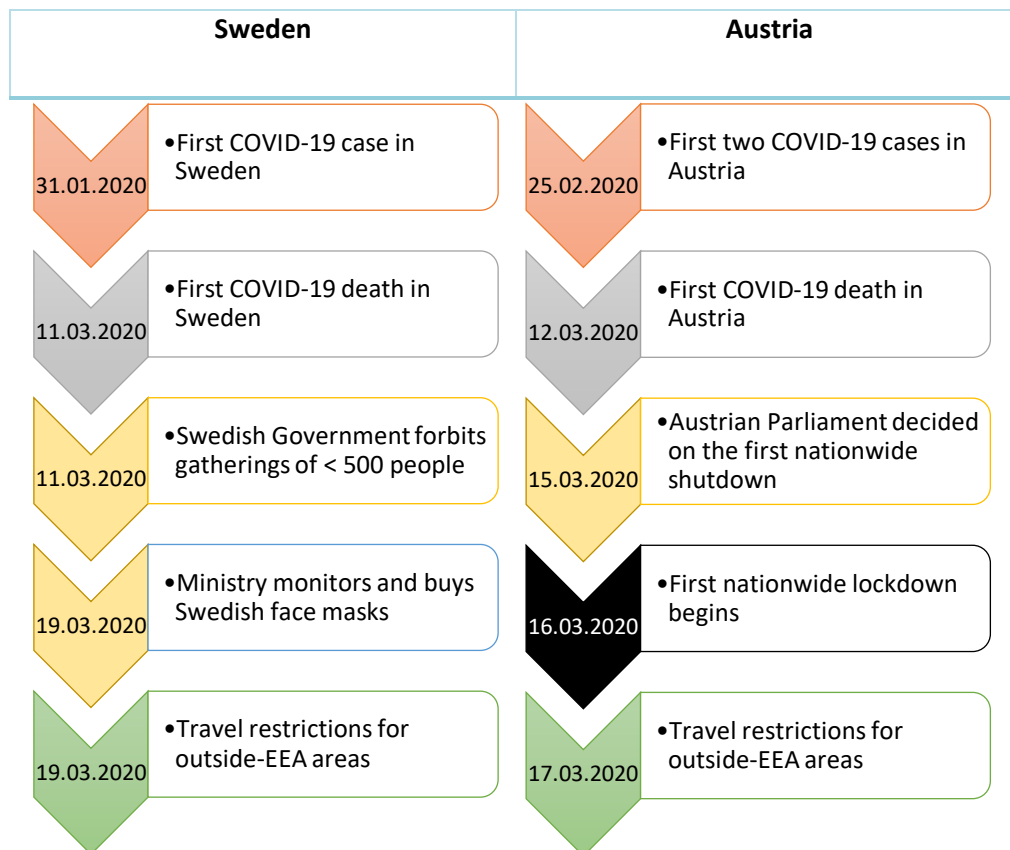 Sweden
Austria
31.01.2020
•First COVID-19 case in
Sweden
25.02.2020
•First two COVID-19 cases in
Austria
11.03.2020
•First COVID-19 death in
Sweden
12.03.2020
•First COVID-19 death in
Austria
11.03.2020
•Swedish Government forbits
gatherings of < 500 people
15.03.2020
•Austrian Parliament decided
on the first nationwide
shutdown
19.03.2020
•Ministry monitors and buys
Swedish face masks
16.03.2020
•First nationwide lockdown
begins
19.03.2020
•Travel restrictions for
outside-EEA areas
17.03.2020
•Travel restrictions for
outside-EEA areas